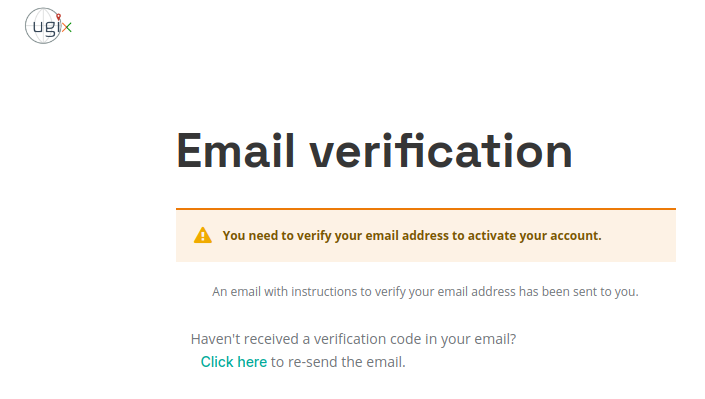 ugix
Email verification
You need to verify your email address to activate your account.
An email with instructions to verify your email address has been sent to you.
Haven't received a verification code in your email?
Click here to re-send the email.